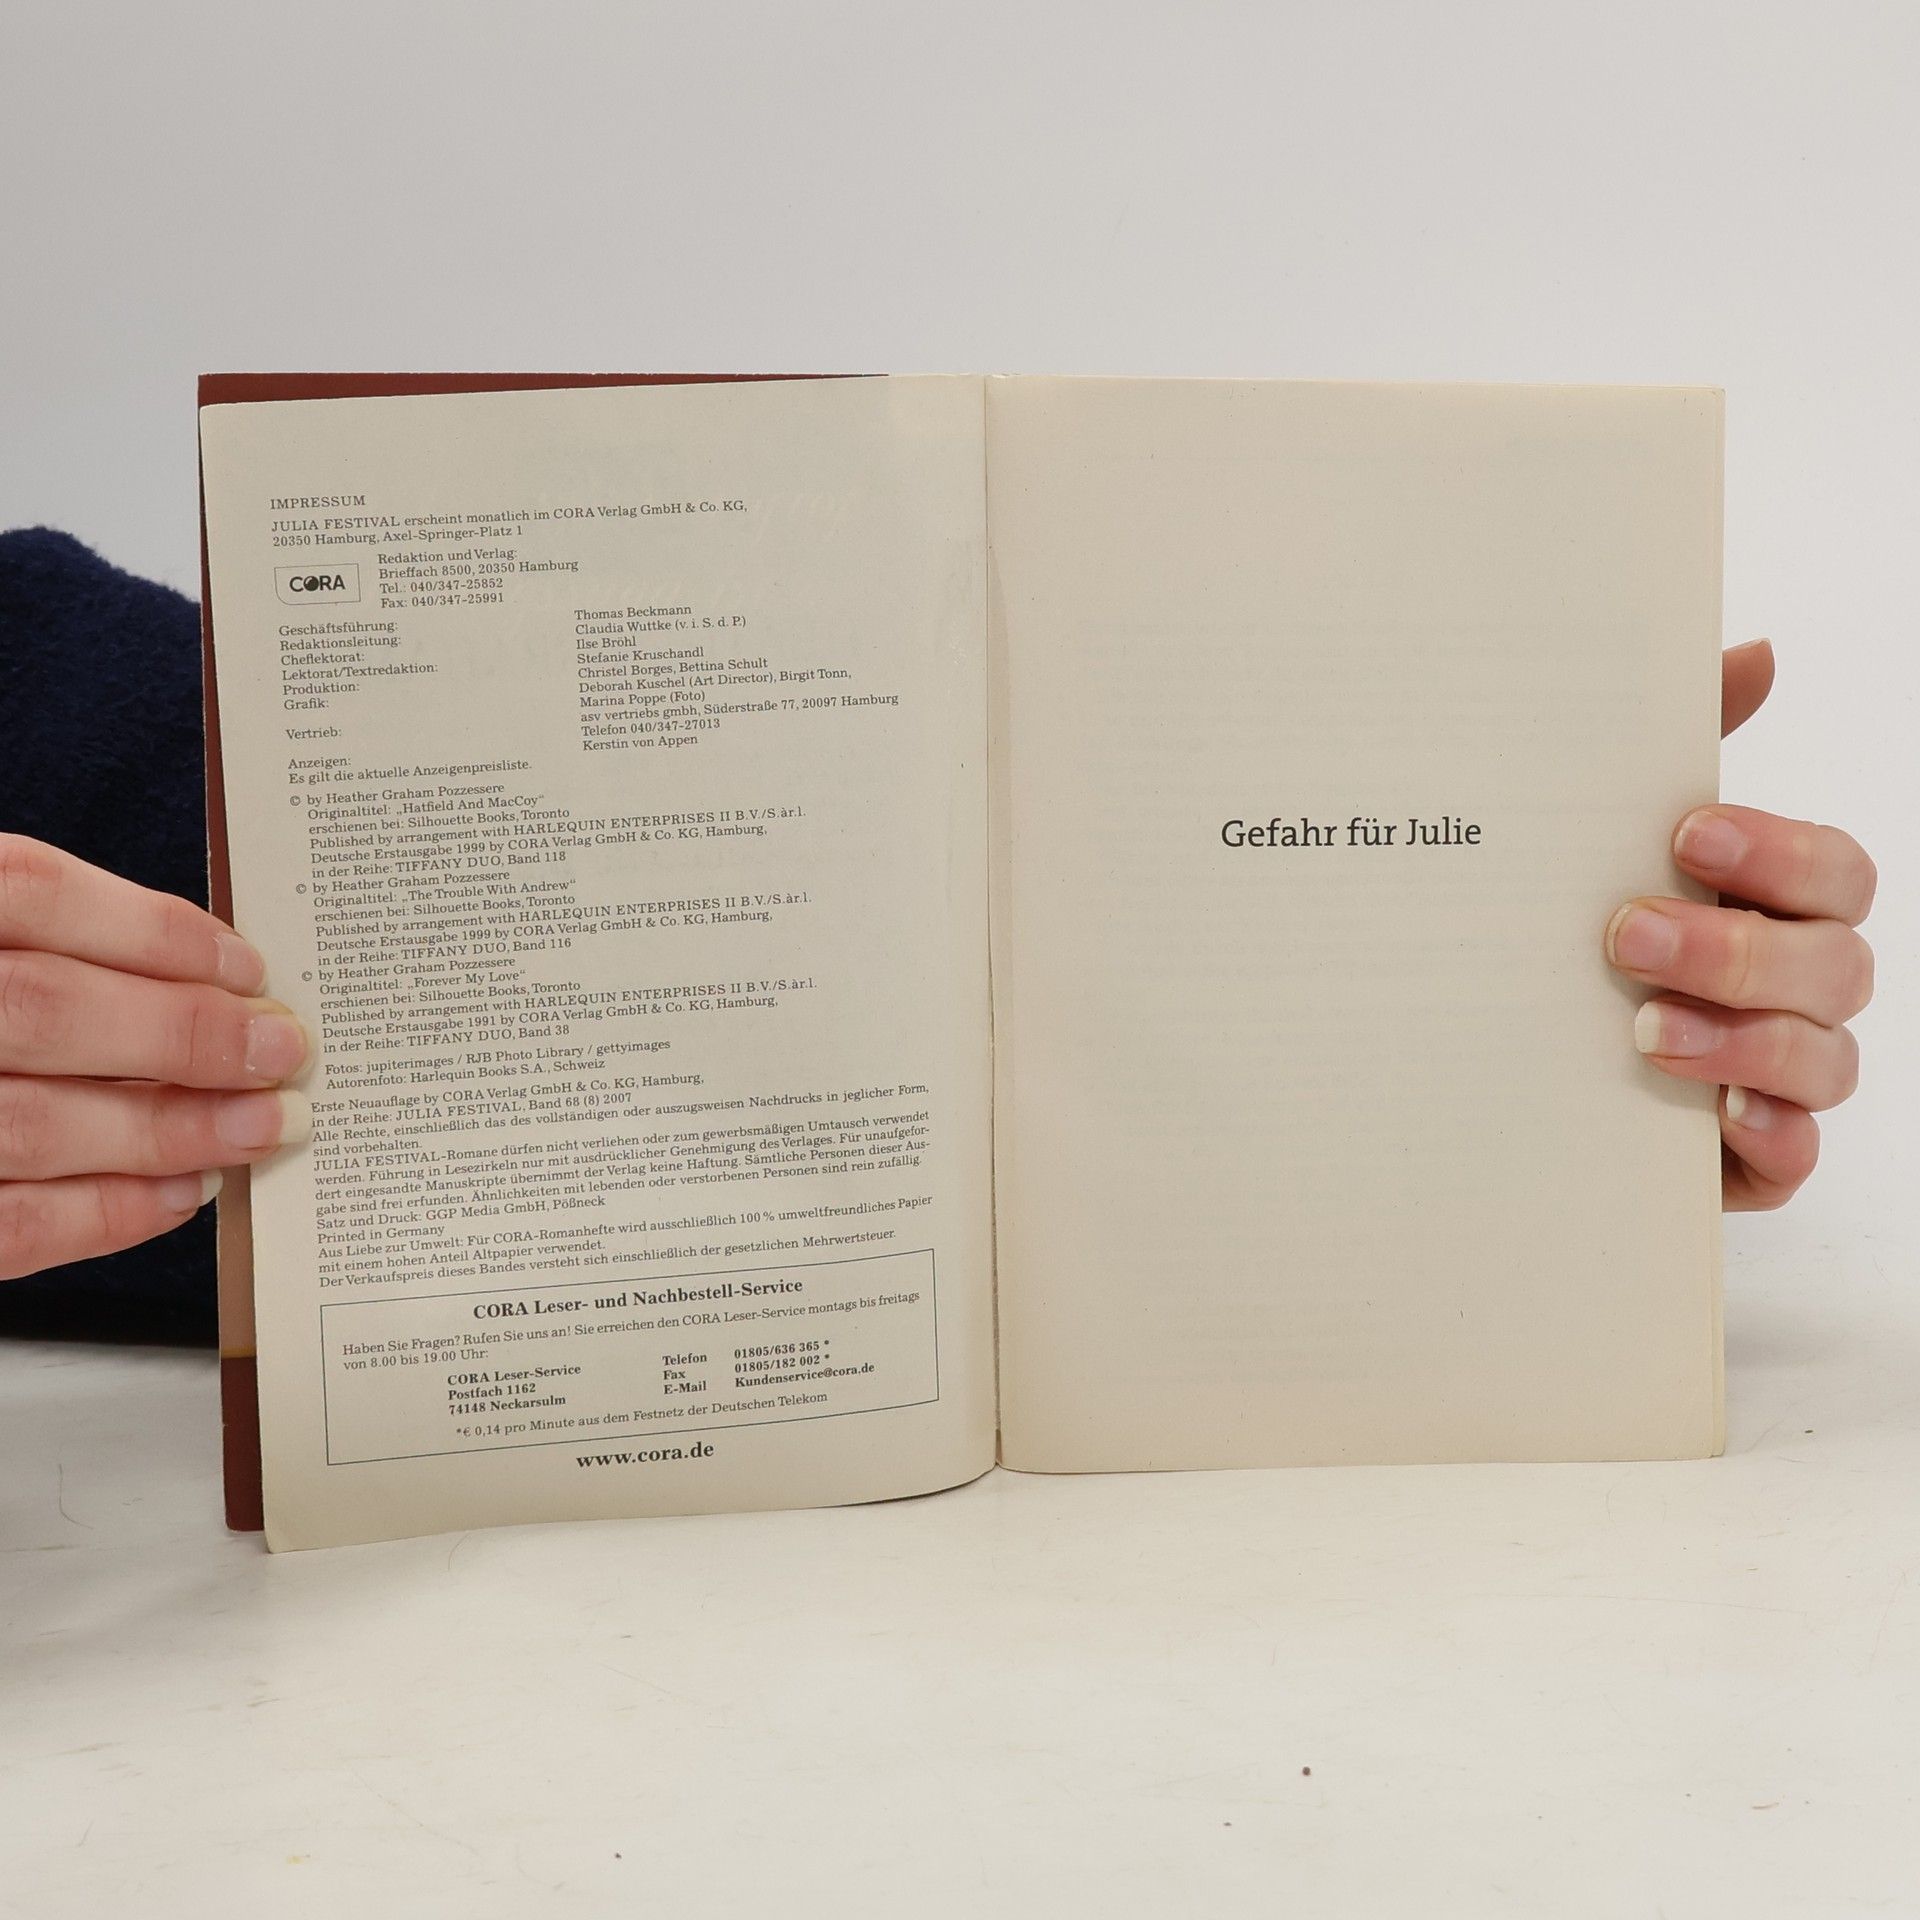 IMPRESSUM
JULIA FESTIVAL erscheint monatlich im CORA Verlag GmbH & Co. KG,
20350 Hamburg, Axel-Springer-Platz 1
CORA
Redaktion und Verlag:
Brieffach 8500, 20350 Hamburg
Tel.: 040/347-25852
Fax: 040/347-25991
Geschäftsführung: Thomas Beckmann
Redaktionsleitung: Claudia Wuttke (v. i. S. d. P.)
Cheflektorat: Ilse Bröhl
Lektorat/Textredaktion: Stefanie Kruschandl
Produktion: Christel Borges, Bettina Schult
Grafik: Deborah Kuschel (Art Director), Birgit Tonn,
Marina Poppe (Foto)
Vertrieb: asv vertriebs gmbh, Süderstraße 77, 20097 Hamburg
Telefon 040/347-27013
Anzeigen: Kerstin von Appen
Es gilt die aktuelle Anzeigenpreisliste.
© by Heather Graham Pozzessere
Originaltitel: „Hatfield And MacCoy“
erschienen bei: Silhouette Books, Toronto
Published by arrangement with HARLEQUIN ENTERPRISES II B.V./S.àr.l.
Deutsche Erstausgabe 1999 by CORA Verlag GmbH & Co. KG, Hamburg,
in der Reihe: TIFFANY DUO, Band 118
© by Heather Graham Pozzessere
Originaltitel: „The Trouble With Andrew“
erschienen bei: Silhouette Books, Toronto
Published by arrangement with HARLEQUIN ENTERPRISES II B.V./S.àr.l.
Deutsche Erstausgabe 1999 by CORA Verlag GmbH & Co. KG, Hamburg,
in der Reihe: TIFFANY DUO, Band 116
© by Heather Graham Pozzessere
Originaltitel: „Forever My Love“
erschienen bei: Silhouette Books, Toronto
Published by arrangement with HARLEQUIN ENTERPRISES II B.V./S.àr.l.
Deutsche Erstausgabe 1991 by CORA Verlag GmbH & Co. KG, Hamburg,
in der Reihe: TIFFANY DUO, Band 38
Fotos: jupiterimages / RJB Photo Library / gettyimages
Autorenfoto: Harlequin Books S.A., Schweiz
Erste Neuauflage by CORA Verlag GmbH & Co. KG, Hamburg,
in der Reihe: JULIA FESTIVAL, Band 68 (8) 2007
Alle Rechte, einschließlich das des vollständigen oder auszugsweisen Nachdrucks in jeglicher Form,
sind vorbehalten.
JULIA FESTIVAL-Romane dürfen nicht verliehen oder zum gewerbsmäßigen Umtausch verwendet
werden. Führung in Lesezirkeln nur mit ausdrücklicher Genehmigung des Verlages. Für unaufgefor-
dert eingesandte Manuskripte übernimmt der Verlag keine Haftung. Sämtliche Personen dieser Aus-
gabe sind frei erfunden. Ähnlichkeiten mit lebenden oder verstorbenen Personen sind rein zufällig.
Satz und Druck: GGP Media GmbH, Pößneck
Printed in Germany
Aus Liebe zur Umwelt: Für CORA-Romanhefte wird ausschließlich 100 % umweltfreundliches Papier
mit einem hohen Anteil Altpapier verwendet.
Der Verkaufspreis dieses Bandes versteht sich einschließlich der gesetzlichen Mehrwertsteuer.
CORA Leser- und Nachbestell-Service
Haben Sie Fragen? Rufen Sie uns an! Sie erreichen den CORA Leser-Service montags bis freitags
von 8.00 bis 19.00 Uhr:
CORA Leser-Service Telefon 01805/636 365 *
Postfach 1162 Fax 01805/182 002 *
74148 Neckarsulm E-Mail Kundenservice@cora.de
*€ 0,14 pro Minute aus dem Festnetz der Deutschen Telekom
www.cora.de
Gefahr für Julie